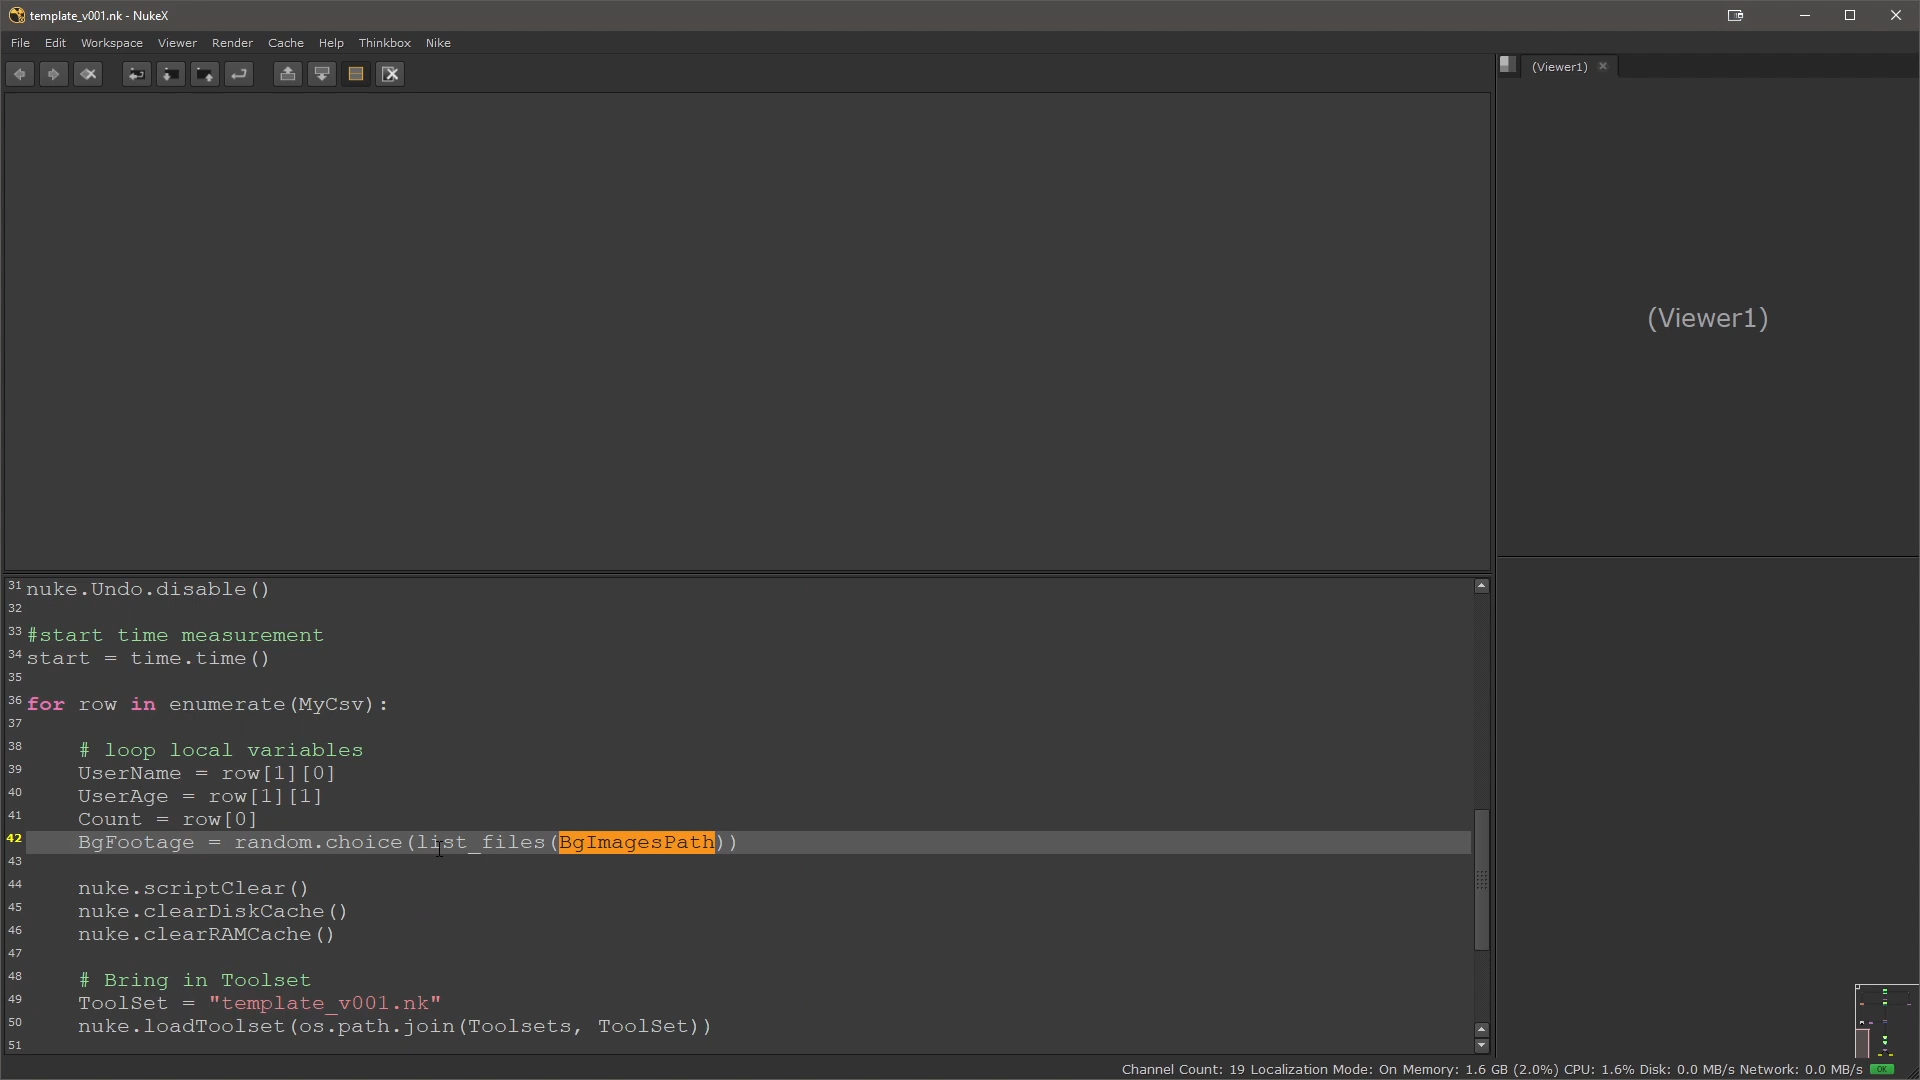 template_v001.nk - NukeX
File Edit Workspace Viewer Render Cache Help Thinkbox Nike
(Viewer1)
(Viewer1)
31 nuke.Undo.disable()
32
33 #start time measurement
34 start = time.time()
35
36 for row in enumerate(MyCsv):
37
38     # loop local variables
39     UserName = row[1][0]
40     UserAge = row[1][1]
41     Count = row[0]
42     BgFootage = random.choice(list_files(BgImagesPath))
43
44     nuke.scriptClear()
45     nuke.clearDiskCache()
46     nuke.clearRAMCache()
47
48     # Bring in Toolset
49     ToolSet = "template_v001.nk"
50     nuke.loadToolset(os.path.join(Toolsets, ToolSet))
51
Channel Count: 19 Localization Mode: On Memory: 1.6 GB (2.0%) CPU: 1.6% Disk: 0.0 MB/s Network: 0.0 MB/s OK